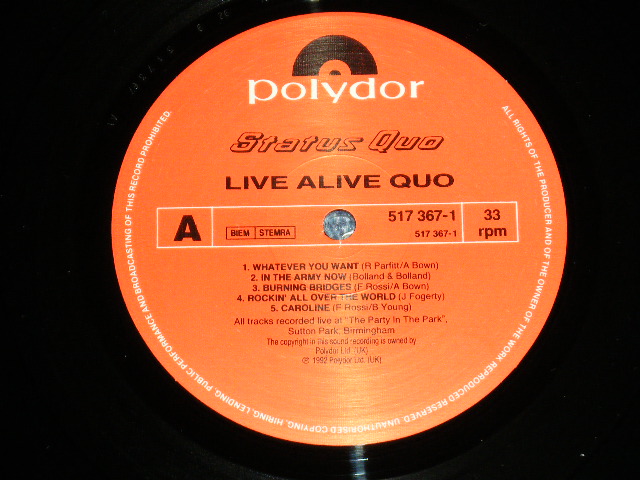 polydor
Status Quo
LIVE ALIVE QUO
A
BIEM STEMRA
517 367-1
517 367-1
33
rpm
1. WHATEVER YOU WANT (R Parfitt/A Bown)
2. IN THE ARMY NOW (Bolland & Bolland)
3. BURNING BRIDGES (F Rossi/A Bown)
4. ROCKIN' ALL OVER THE WORLD (J Fogerty)
5. CAROLINE (F Rossi/B Young)
All tracks recorded live at "The Party In The Park",
Sutton Park, Birmingham
The copyright in this sound recording is owned by
Polydor Ltd. (UK)
℗ 1992 Polydor Ltd. (UK)
ALL RIGHTS OF THE PRODUCER AND OF THE OWNER OF THE WORK REPRODUCED RESERVED. UNAUTHORISED COPYING, HIRING, LENDING, PUBLIC PERFORMANCE AND BROADCASTING OF THIS RECORD PROHIBITED.